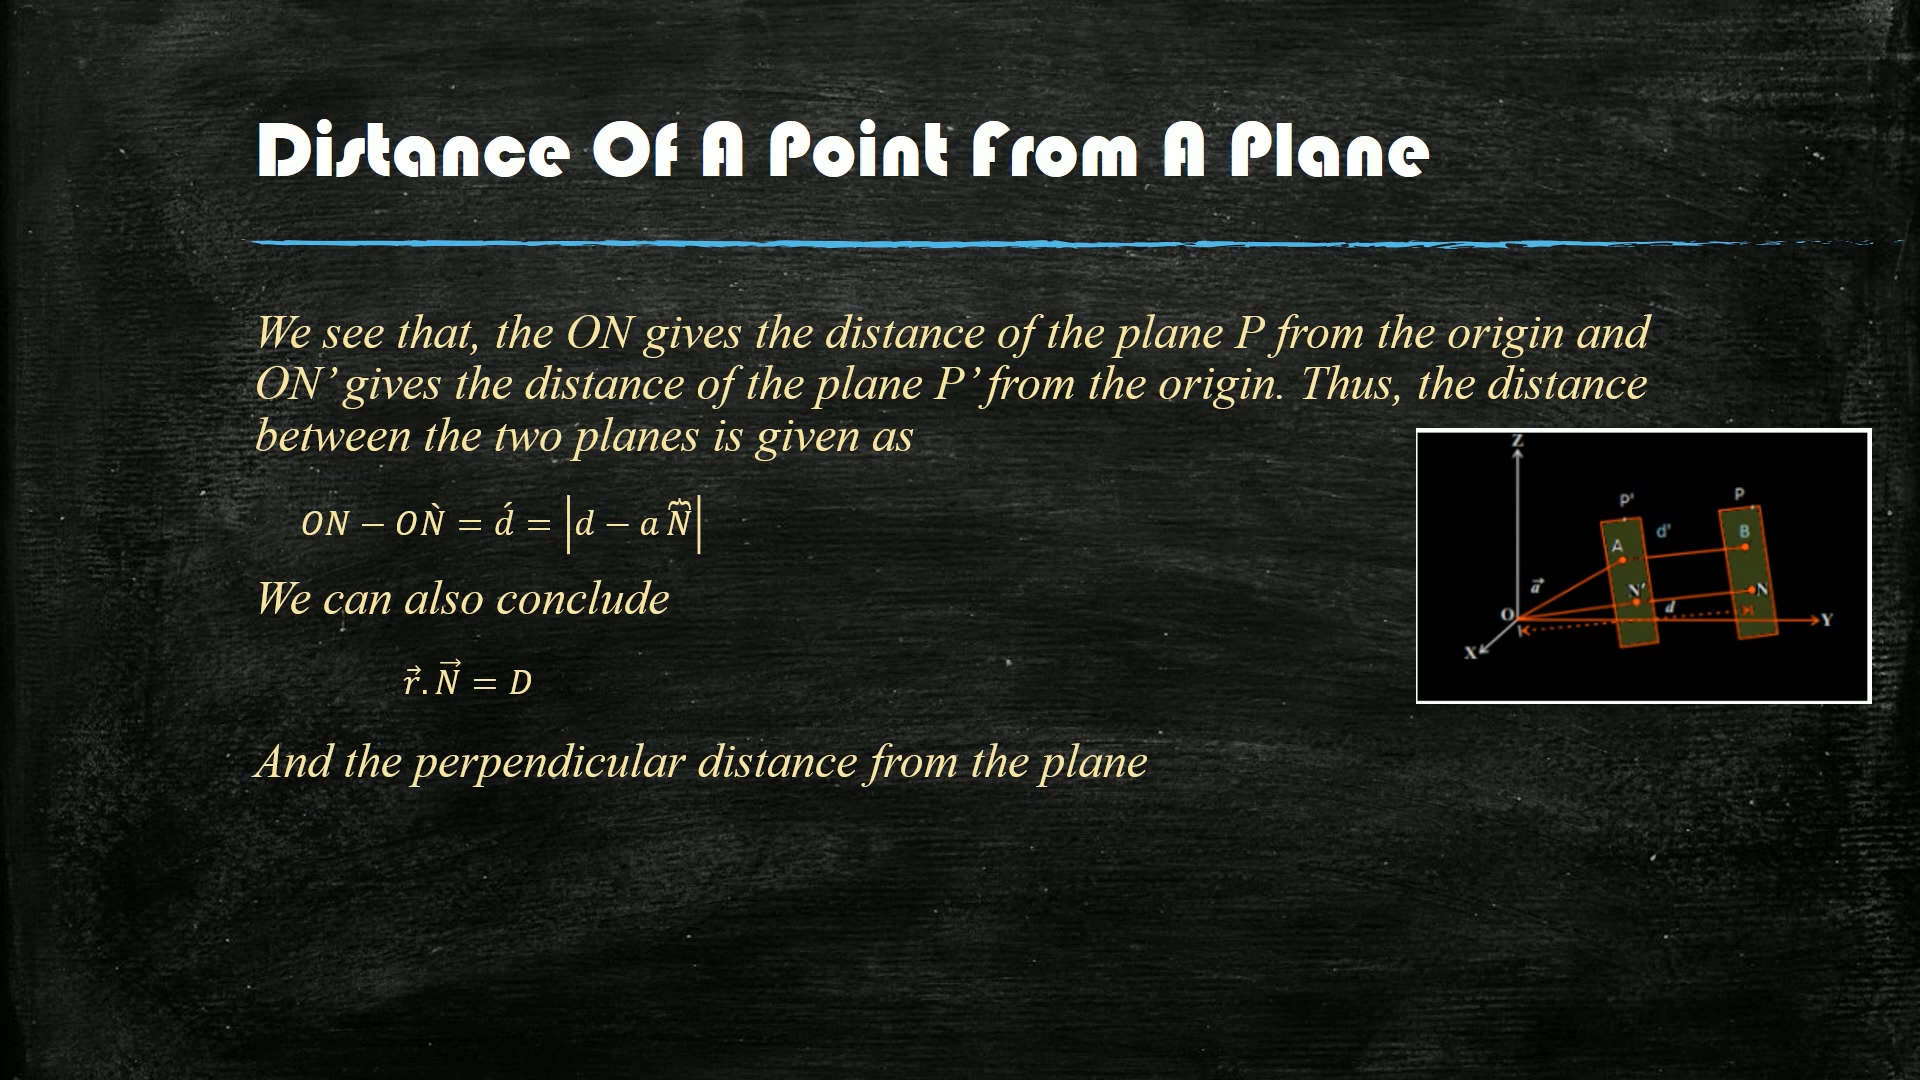 Distance Of A Point From A Plane
We see that, the ON gives the distance of the plane P from the origin and
ON’ gives the distance of the plane P’ from the origin. Thus, the distance
between the two planes is given as
ON − OǸ = d́ = |d − a N̂|
We can also conclude
r⃗.N⃗ = D
And the perpendicular distance from the plane
Z
P'
P
d'
A
B
a⃗
N'
N
d
O
Y
X